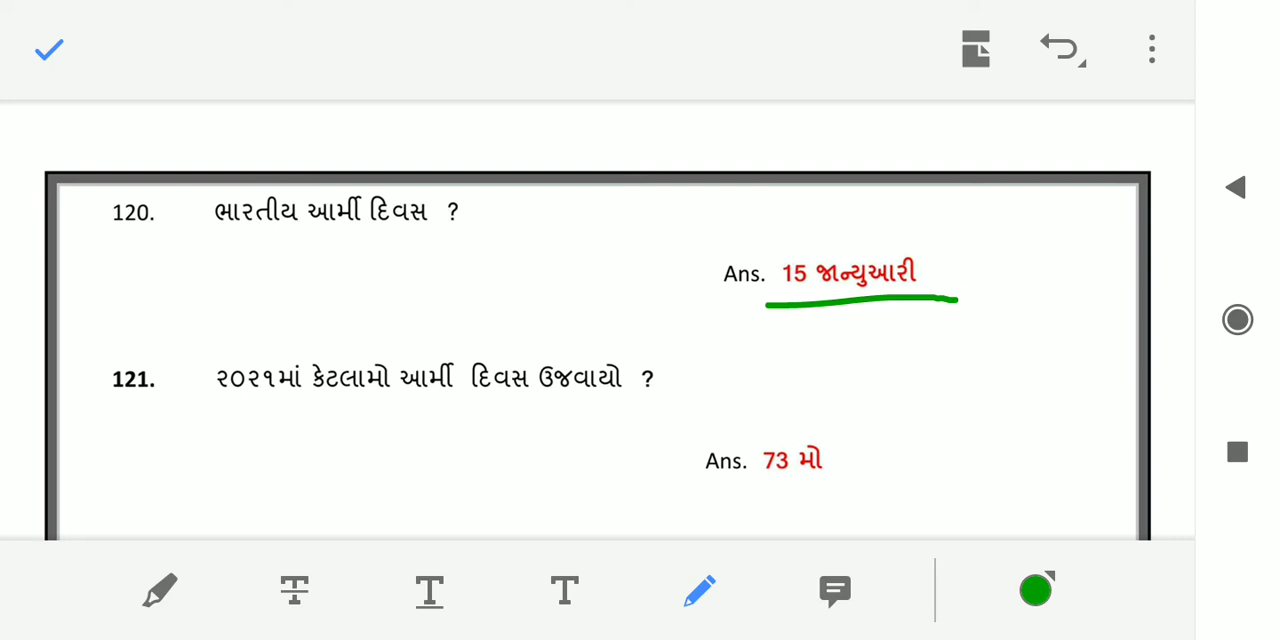 120. ભારતીય આર્મી દિવસ ?
Ans. 15 જાન્યુઆરી
121. ૨૦૨૧માં કેટલામો આર્મી દિવસ ઉજવાયો ?
Ans. 73 મો